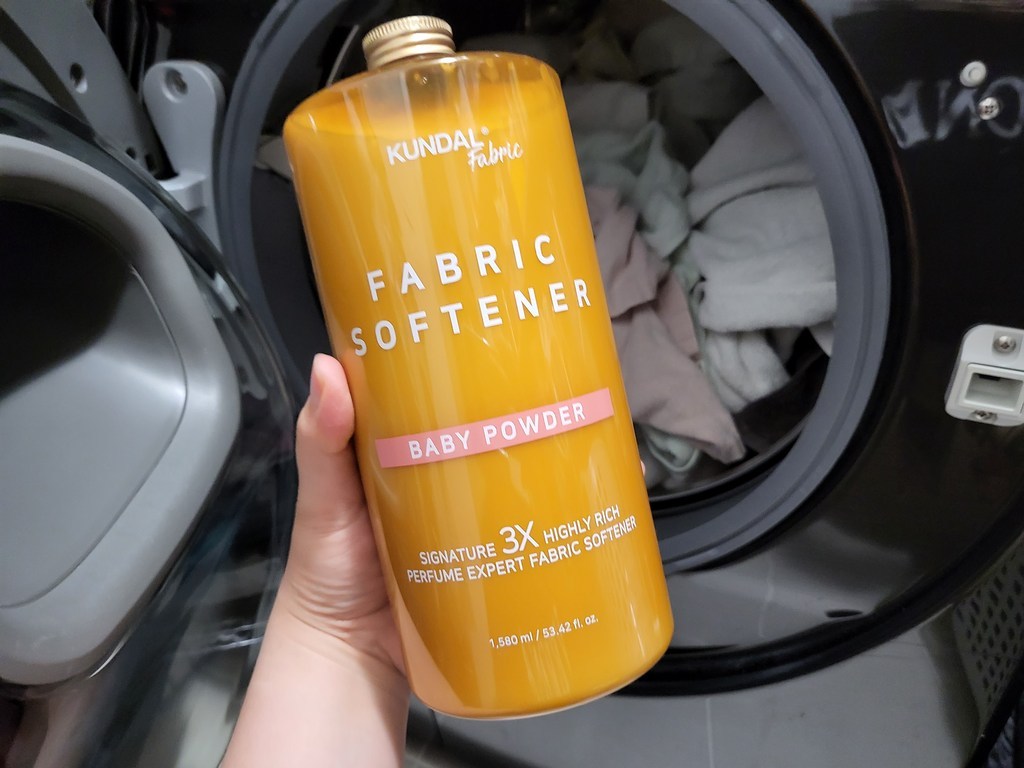 KUNDAL
Fabric
FABRIC
SOFTENER
BABY POWDER
SIGNATURE 3X HIGHLY RICH
PERFUME EXPERT FABRIC SOFTENER
1,580 ml / 53.42 fl. oz.